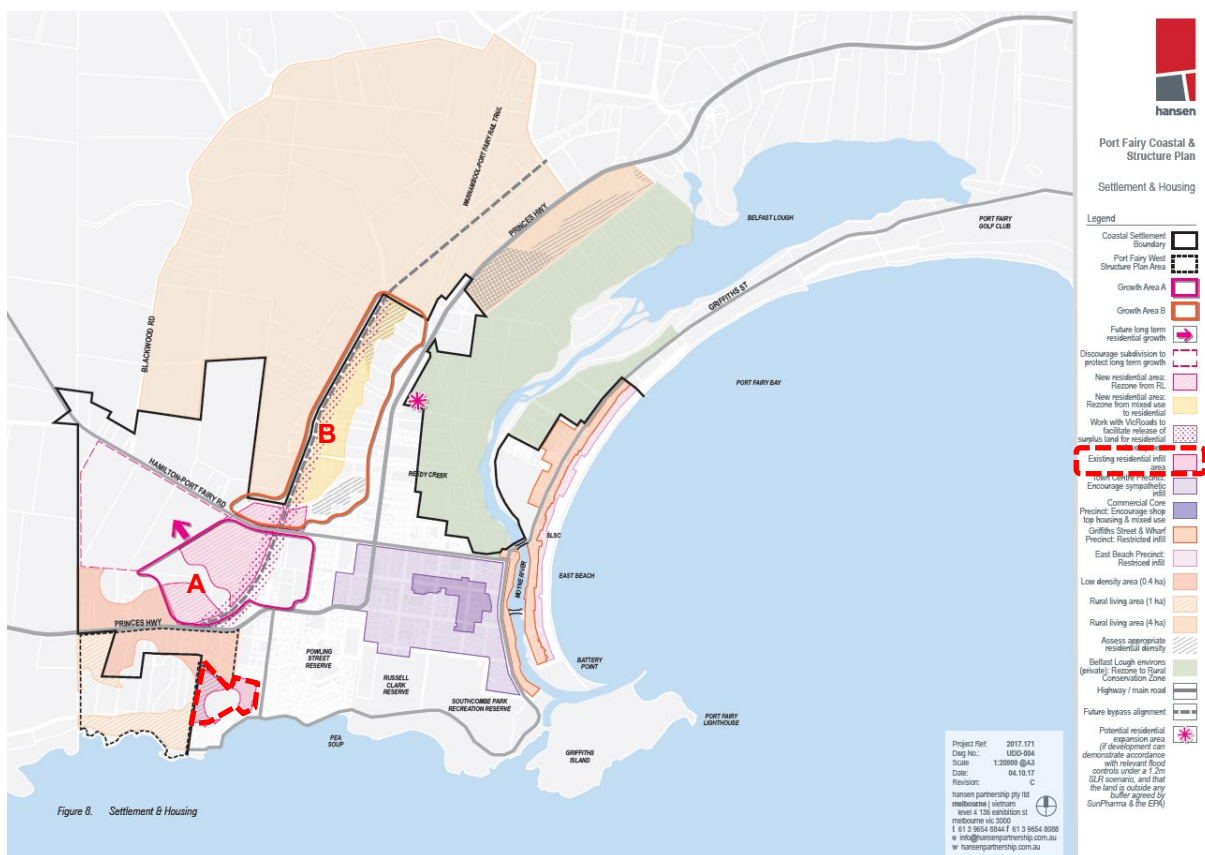 hansen
Port Fairy Coastal &
Structure Plan
Settlement & Housing
Legend
Coastal Settlement
Boundary
Port Fairy West
Structure Plan Area
Growth Area A
Growth Area B
Future long term
residential growth
Discourage subdivision to
protect long term growth
New residential area:
Rezone from RL
New residential area:
Rezone from mixed use
to residential
Work with VicRoads to
facilitate release of
surplus land for residential
Existing residential infill
area
Town Centre Precinct:
Encourage sympathetic
infill
Commercial Core
Precinct: Encourage shop
top housing & mixed use
Griffiths Street & Wharf
Precinct: Restricted infill
East Beach Precinct:
Restriced infill
Low density area (0.4 ha)
Rural living area (1 ha)
Rural living area (4 ha)
Assess appropriate
residential density
Belfast Lough environs
(private): Rezone to Rural
Conservation Zone
Highway / main road
Future bypass alignment
Potential residential
expansion area
(if development can
demonstrate accordance
with relevant flood
controls under a 1.2m
SLR scenario, and that
the land is outside any
buffer agreed by
SunPharma & the EPA)
WARRNAMBOOL-PORT FAIRY RAIL TRAIL
PRINCES HWY
BELFAST LOUGH
PORT FAIRY
GOLF CLUB
GRIFFITHS ST
BLACKWOOD RD
PORT FAIRY BAY
B
REEDY CREEK
HAMILTON-PORT FAIRY RD
SLSC
MOYNE RIVER
EAST BEACH
A
PRINCES HWY
POWLING
STREET
RESERVE
RUSSELL
CLARK
RESERVE
BATTERY
POINT
SOUTHCOMBE PARK
RECREATION RESERVE
PORT FAIRY
LIGHTHOUSE
PEA
SOUP
GRIFFITHS
ISLAND
Figure 8. Settlement & Housing
Project Ref: 2017.171
Dwg No.: UDD-004
Scale 1:20000 @A3
Date: 04.10.17
Revision: C
hansen partnership pty ltd
melbourne | vietnam
level 4 136 exhibition st
melbourne vic 3000
t 61 3 9654 8844 f 61 3 9654 8088
e info@hansenpartnership.com.au
w hansenpartnership.com.au